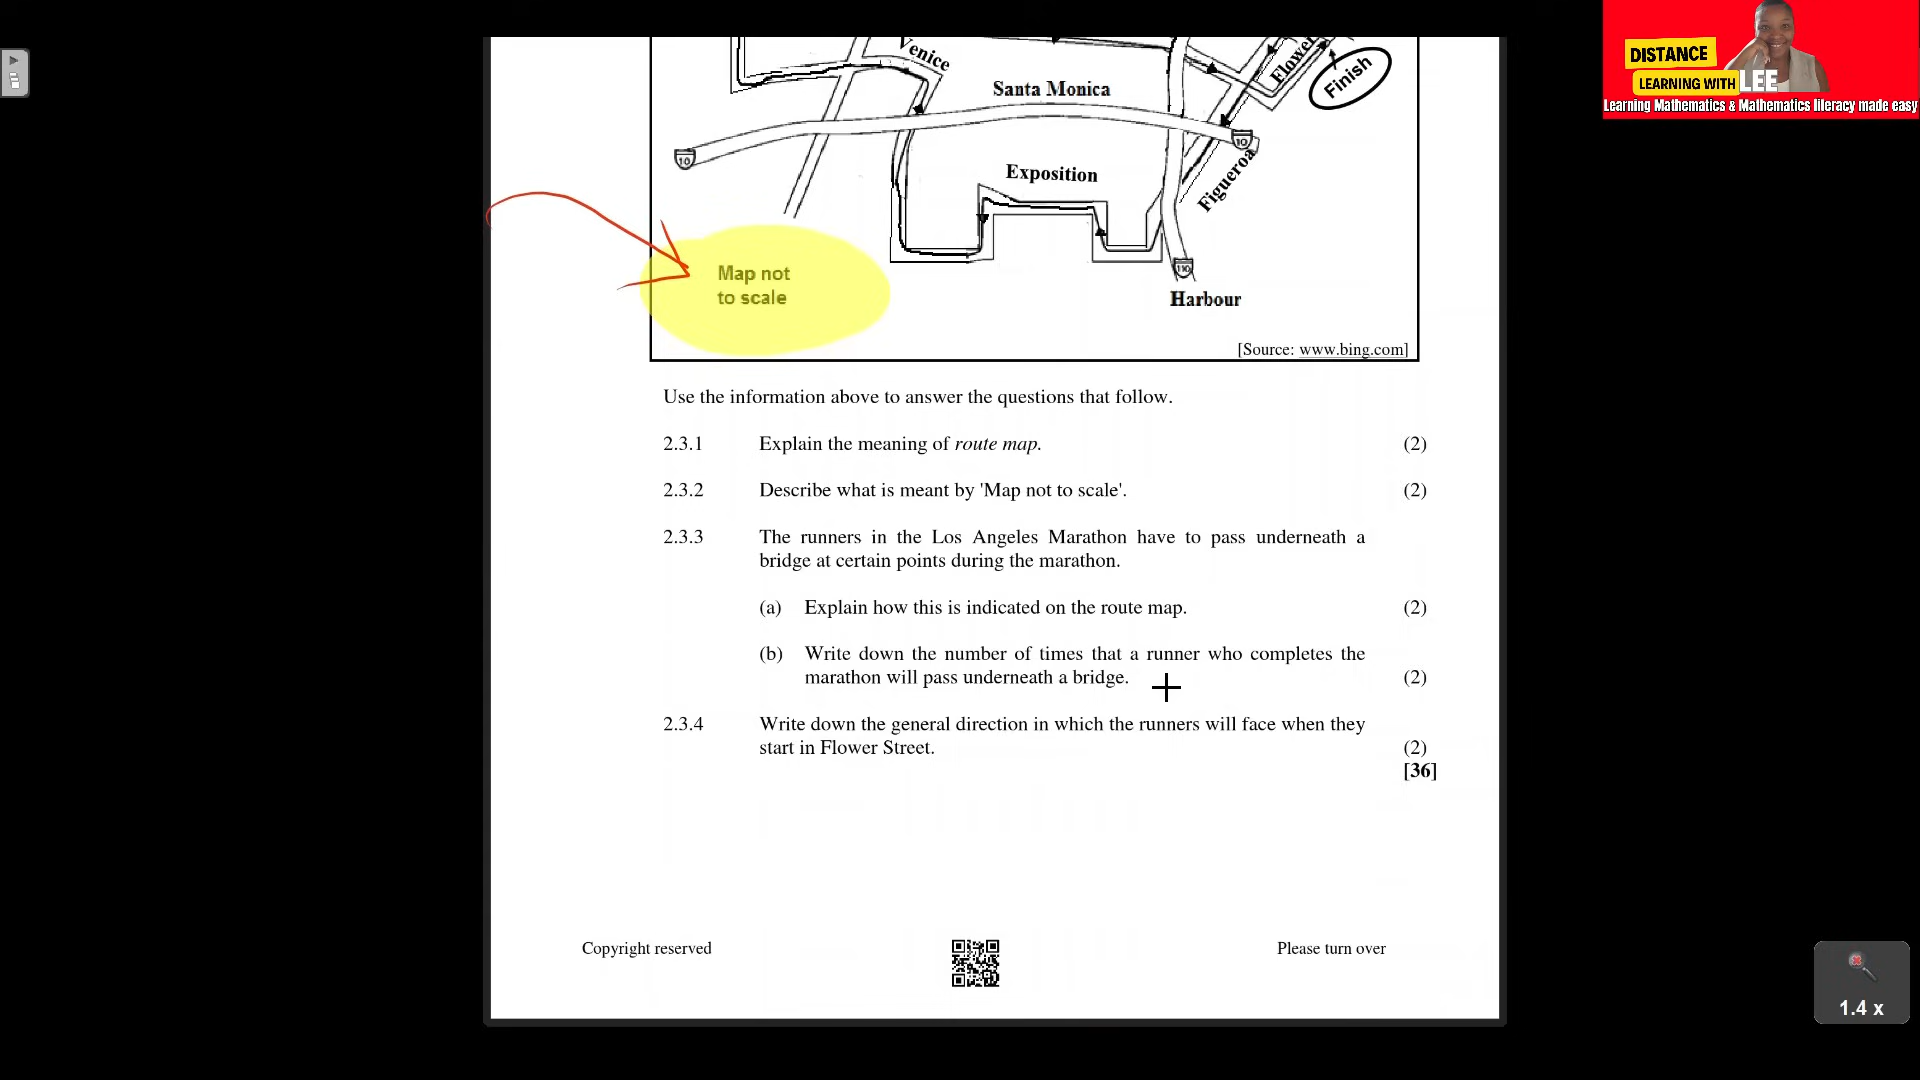 DISTANCE
LEARNING WITH LEE
Learning Mathematics & Mathematics literacy made easy
Venice
Flower
Finish
Santa Monica
10
10
Exposition
Figueroa
Map not
to scale
110
Harbour
[Source: www.bing.com]
Use the information above to answer the questions that follow.
2.3.1 Explain the meaning of route map. (2)
2.3.2 Describe what is meant by 'Map not to scale'. (2)
2.3.3 The runners in the Los Angeles Marathon have to pass underneath a
bridge at certain points during the marathon.
(a) Explain how this is indicated on the route map. (2)
(b) Write down the number of times that a runner who completes the
marathon will pass underneath a bridge. (2)
2.3.4 Write down the general direction in which the runners will face when they
start in Flower Street. (2)
[36]
Copyright reserved
Please turn over
1.4 x